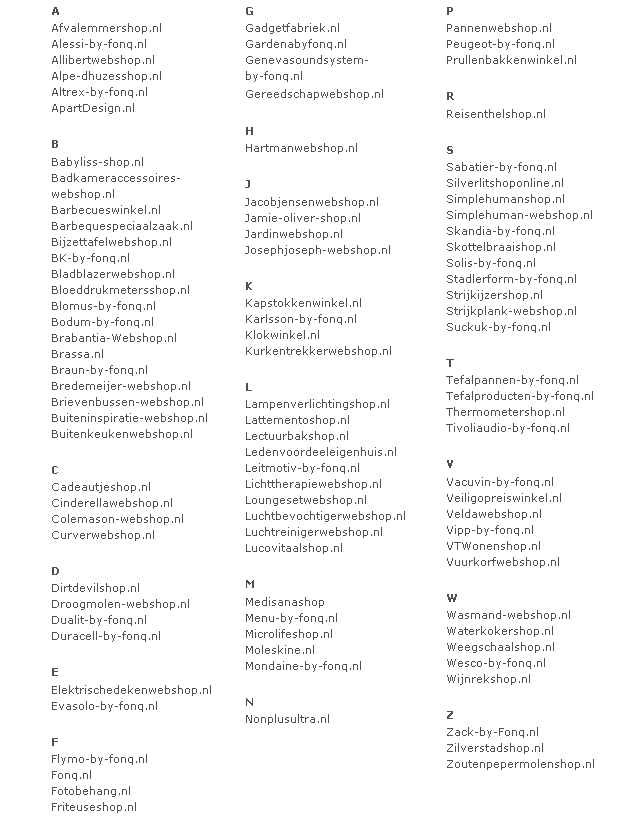 A
Afvalemmershop.nl
Alessi-by-fonq.nl
Allibertwebshop.nl
Alpe-dhuzesshop.nl
Altrex-by-fonq.nl
ApartDesign.nl
B
Babyliss-shop.nl
Badkameraccessoires-
webshop.nl
Barbecueswinkel.nl
Barbequespeciaalzaak.nl
Bijzettafelwebshop.nl
BK-by-fonq.nl
Bladblazerwebshop.nl
Bloeddrukmetersshop.nl
Blomus-by-fonq.nl
Bodum-by-fonq.nl
Brabantia-Webshop.nl
Brassa.nl
Braun-by-fonq.nl
Bredemeijer-webshop.nl
Brievenbussen-webshop.nl
Buiteninspiratie-webshop.nl
Buitenkeukenwebshop.nl
C
Cadeautjeshop.nl
Cinderellawebshop.nl
Colemason-webshop.nl
Curverwebshop.nl
D
Dirtdevilshop.nl
Droogmolen-webshop.nl
Dualit-by-fonq.nl
Duracell-by-fonq.nl
E
Elektrischedekenwebshop.nl
Evasolo-by-fonq.nl
F
Flymo-by-fonq.nl
Fonq.nl
Fotobehang.nl
Friteuseshop.nl
G
Gadgetfabriek.nl
Gardenabyfonq.nl
Genevasoundsystem-
by-fonq.nl
Gereedschapwebshop.nl
H
Hartmanwebshop.nl
J
Jacobjensenwebshop.nl
Jamie-oliver-shop.nl
Jardinwebshop.nl
Josephjoseph-webshop.nl
K
Kapstokkenwinkel.nl
Karlsson-by-fonq.nl
Klokwinkel.nl
Kurkentrekkerwebshop.nl
L
Lampenverlichtingshop.nl
Lattementoshop.nl
Lectuurbakshop.nl
Ledenvoordeeleigenhuis.nl
Leitmotiv-by-fonq.nl
Lichttherapiewebshop.nl
Loungesetwebshop.nl
Luchtbevochtigerwebshop.nl
Luchtreinigerwebshop.nl
Lucovitaalshop.nl
M
Medisanashop
Menu-by-fonq.nl
Microlifeshop.nl
Moleskine.nl
Mondaine-by-fonq.nl
N
Nonplusultra.nl
P
Pannenwebshop.nl
Peugeot-by-fonq.nl
Prullenbakkenwinkel.nl
R
Reisenthelshop.nl
S
Sabatier-by-fonq.nl
Silverlitshoponline.nl
Simplehumanshop.nl
Simplehuman-webshop.nl
Skandia-by-fonq.nl
Skottelbraaishop.nl
Solis-by-fonq.nl
Stadlerform-by-fonq.nl
Strijkijzershop.nl
Strijkplank-webshop.nl
Suckuk-by-fonq.nl
T
Tefalpannen-by-fonq.nl
Tefalproducten-by-fonq.nl
Thermometershop.nl
Tivoliaudio-by-fonq.nl
V
Vacuvin-by-fonq.nl
Veiligopreiswinkel.nl
Veldawebshop.nl
Vipp-by-fonq.nl
VTWonenshop.nl
Vuurkorfwebshop.nl
W
Wasmand-webshop.nl
Waterkokershop.nl
Weegschaalshop.nl
Wesco-by-fonq.nl
Wijnrekshop.nl
Z
Zack-by-Fonq.nl
Zilverstadshop.nl
Zoutenpepermolenshop.nl